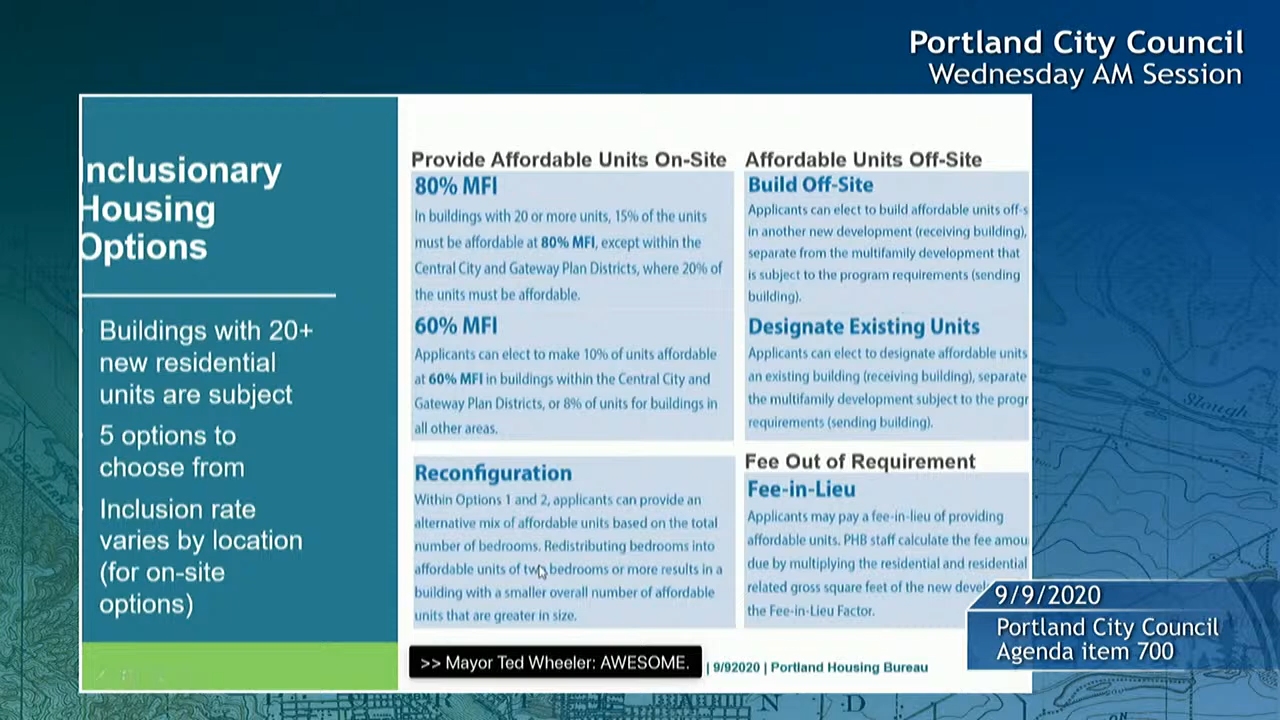 Portland City Council
Wednesday AM Session
nclusionary
Housing
Options
Buildings with 20+
new residential
units are subject
5 options to
choose from
Inclusion rate
varies by location
(for on-site
options)
Provide Affordable Units On-Site
80% MFI
In buildings with 20 or more units, 15% of the units
must be affordable at 80% MFI, except within the
Central City and Gateway Plan Districts, where 20% of
the units must be affordable.
60% MFI
Applicants can elect to make 10% of units affordable
at 60% MFI in buildings within the Central City and
Gateway Plan Districts, or 8% of units for buildings in
all other areas.
Reconfiguration
Within Options 1 and 2, applicants can provide an
alternative mix of affordable units based on the total
number of bedrooms. Redistributing bedrooms into
affordable units of two bedrooms or more results in a
building with a smaller overall number of affordable
units that are greater in size.
Affordable Units Off-Site
Build Off-Site
Applicants can elect to build affordable units off-s
in another new development (receiving building),
separate from the multifamily development that
is subject to the program requirements (sending
building).
Designate Existing Units
Applicants can elect to designate affordable units
an existing building (receiving building), separate
the multifamily development subject to the progr
requirements (sending building).
Fee Out of Requirement
Fee-in-Lieu
Applicants may pay a fee-in-lieu of providing
affordable units. PHB staff calculate the fee amou
due by multiplying the residential and residential
related gross square feet of the new devel
the Fee-in-Lieu Factor.
>> Mayor Ted Wheeler: AWESOME.
| 9/92020 | Portland Housing Bureau
9/9/2020
Portland City Council
Agenda item 700
Slough
N D
ON